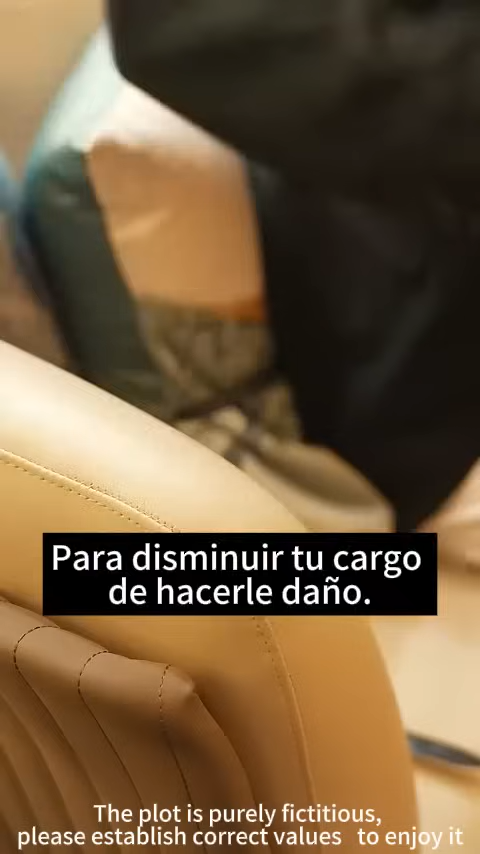 Para disminuir tu cargo
de hacerle daño.
The plot is purely fictitious,
please establish correct values to enjoy it